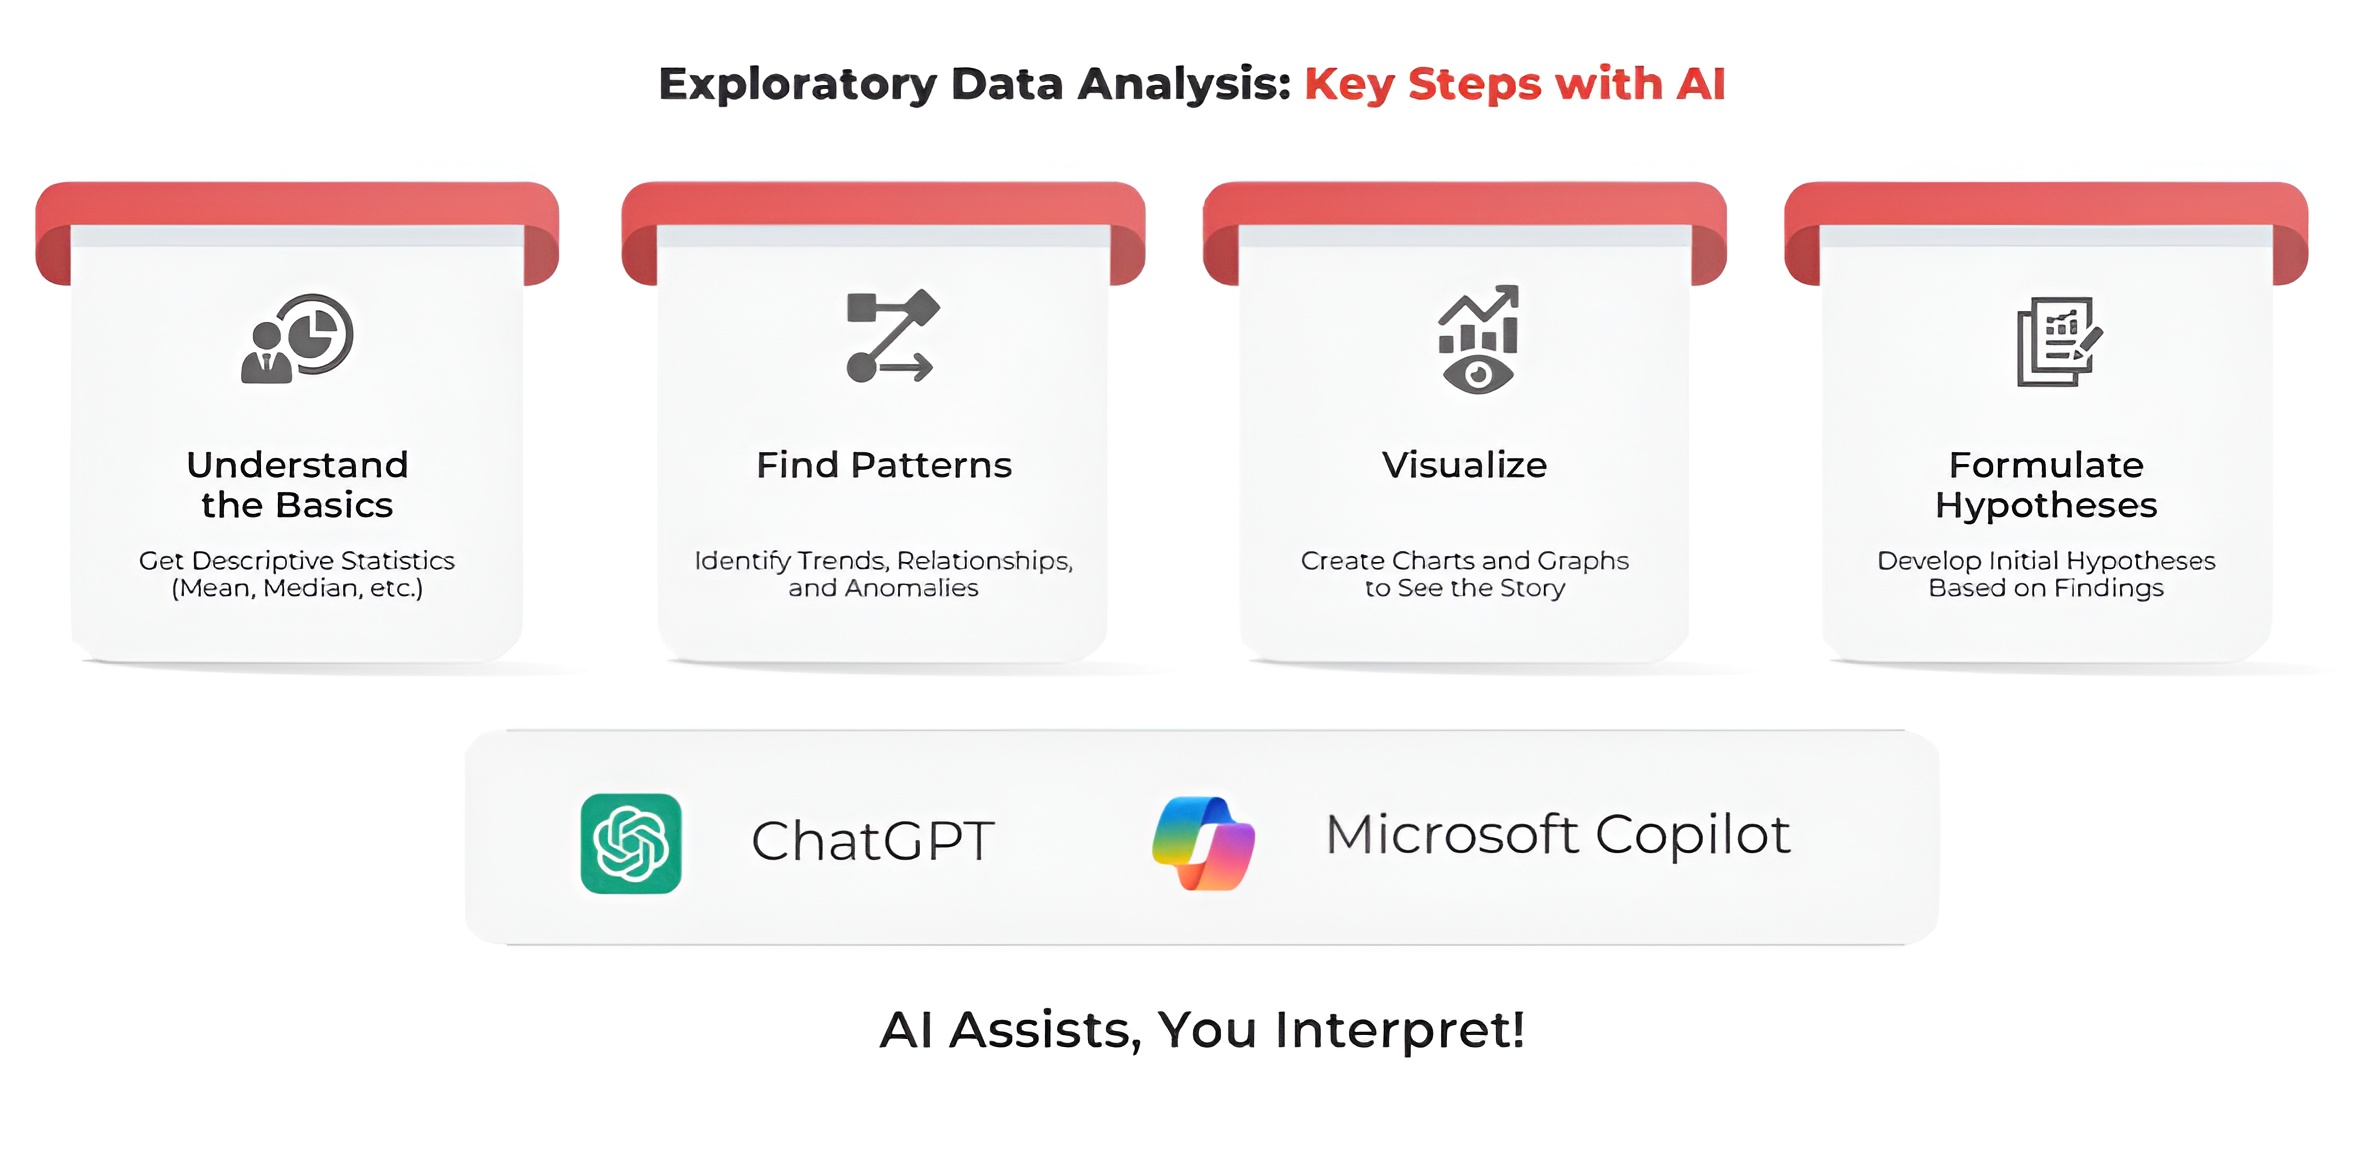 Exploratory Data Analysis: Key Steps with AI
Understand
the Basics
Get Descriptive Statistics
(Mean, Median, etc.)
Find Patterns
Identify Trends, Relationships,
and Anomalies
Visualize
Create Charts and Graphs
to See the Story
Formulate
Hypotheses
Develop Initial Hypotheses
Based on Findings
ChatGPT
Microsoft Copilot
AI Assists, You Interpret!